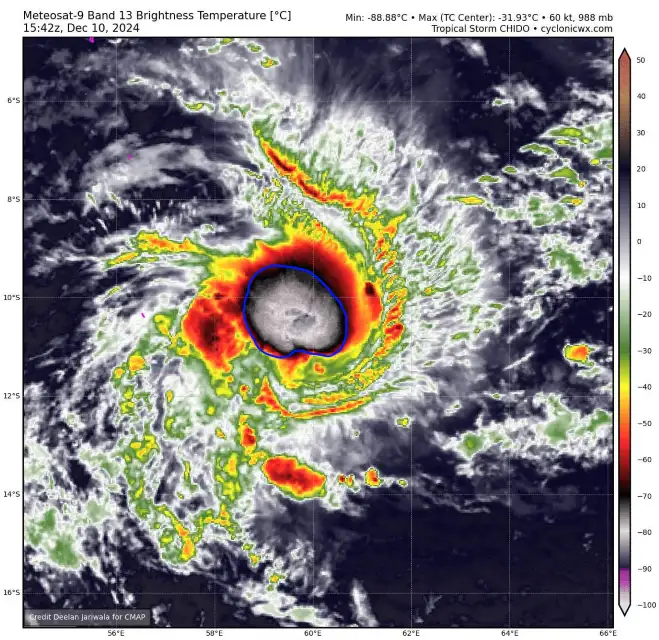 Meteosat-9 Band 13 Brightness Temperature [°C]
15:42z, Dec 10, 2024
Min: -88.88°C • Max (TC Center): -31.93°C • 60 kt, 988 mb
Tropical Storm CHIDO • cyclonicwx.com
50
40
30
20
10
0
−10
−20
−30
−40
−50
−60
−70
−80
−90
−100
6°S
8°S
10°S
12°S
14°S
16°S
Credit Deelan Jariwala for CMAP
56°E
58°E
60°E
62°E
64°E
66°E